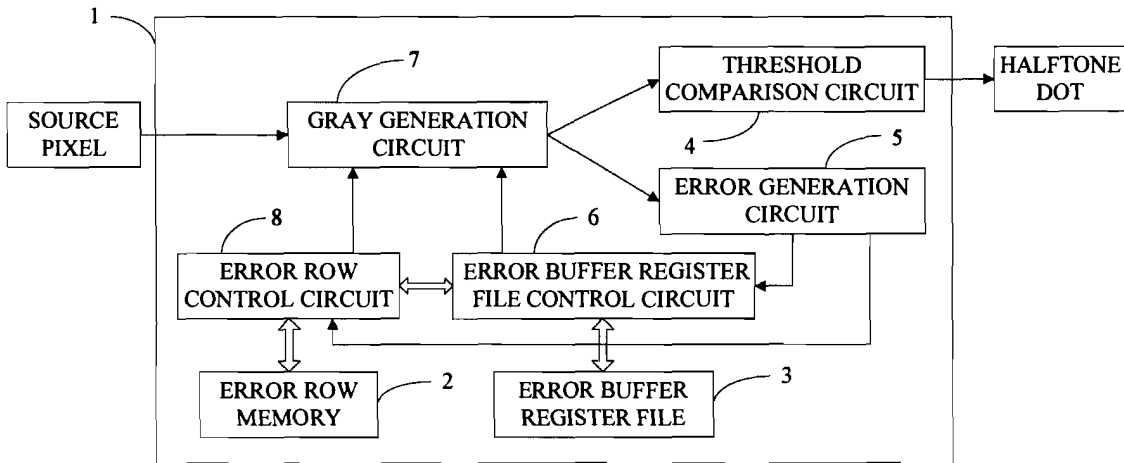 1
7
THRESHOLD
COMPARISON CIRCUIT
HALFTONE
DOT
SOURCE
PIXEL
GRAY GENERATION
CIRCUIT
4
5
ERROR GENERATION
CIRCUIT
8
6
ERROR ROW
CONTROL CIRCUIT
ERROR BUFFER REGISTER
FILE CONTROL CIRCUIT
ERROR ROW
MEMORY
2
ERROR BUFFER
REGISTER FILE
3